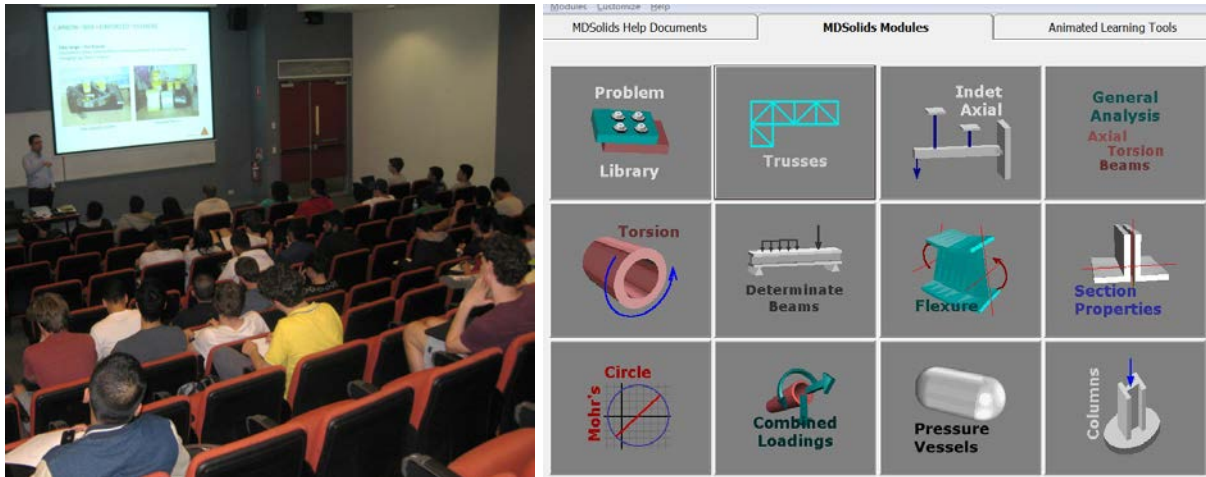 Modules Customize Help
MDSolids Help Documents
MDSolids Modules
Animated Learning Tools
Problem
Library
Trusses
Indet
Axial
General
Analysis
Axial
Torsion
Beams
Torsion
Determinate
Beams
Flexure
Section
Properties
Mohr's
Circle
Combined
Loadings
Pressure
Vessels
Columns